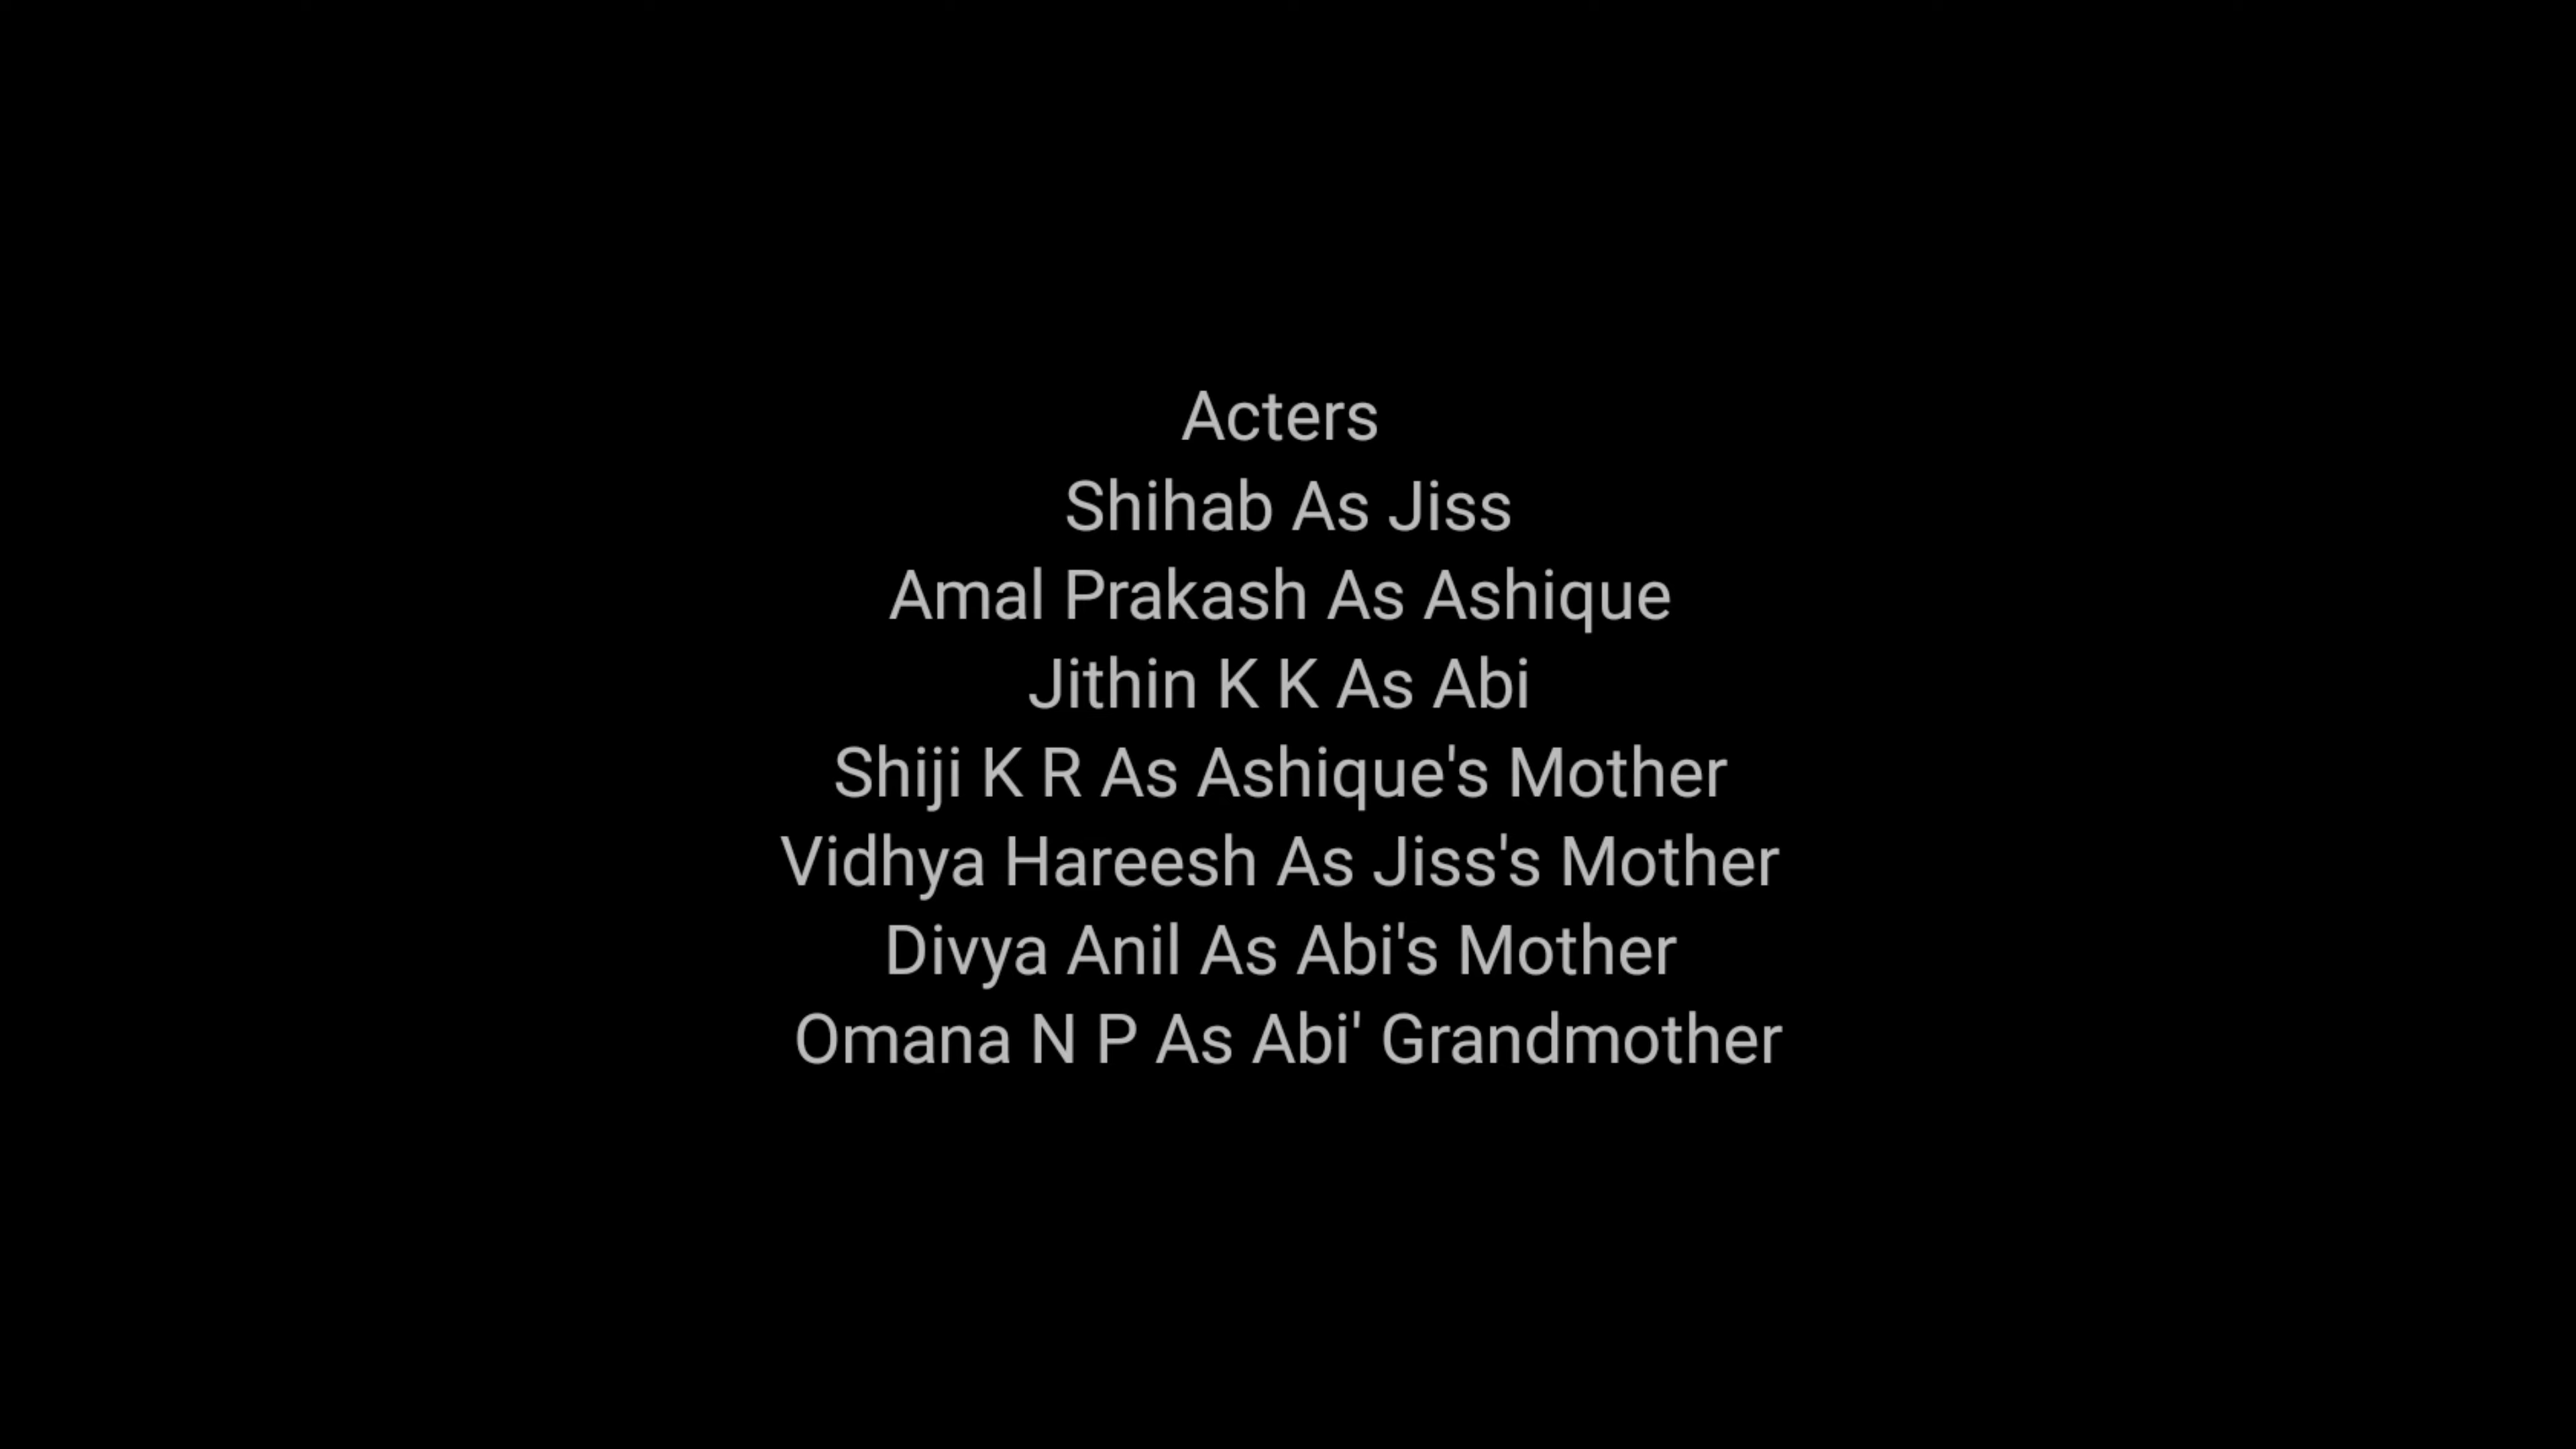 Acters
Shihab As Jiss
Amal Prakash As Ashique
Jithin K K As Abi
Shiji K R As Ashique's Mother
Vidhya Hareesh As Jiss's Mother
Divya Anil As Abi's Mother
Omana N P As Abi' Grandmother